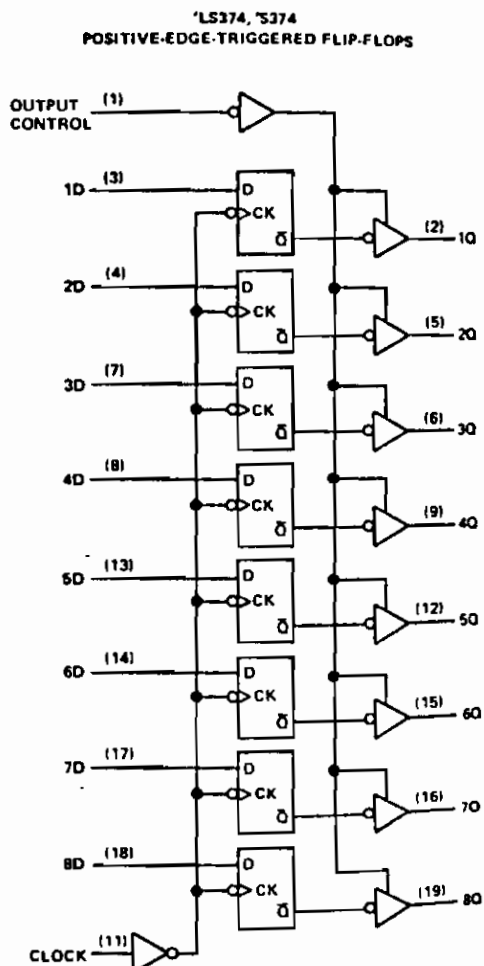 'LS374, 'S374
POSITIVE-EDGE-TRIGGERED FLIP-FLOPS
OUTPUT CONTROL (1)
1D (3) D CK Q̅ (2) 1Q
2D (4) D CK Q̅ (5) 2Q
3D (7) D CK Q̅ (6) 3Q
4D (8) D CK Q̅ (9) 4Q
5D (13) D CK Q̅ (12) 5Q
6D (14) D CK Q̅ (15) 6Q
7D (17) D CK Q̅ (16) 7Q
8D (18) D CK Q̅ (19) 8Q
CLOCK (11)